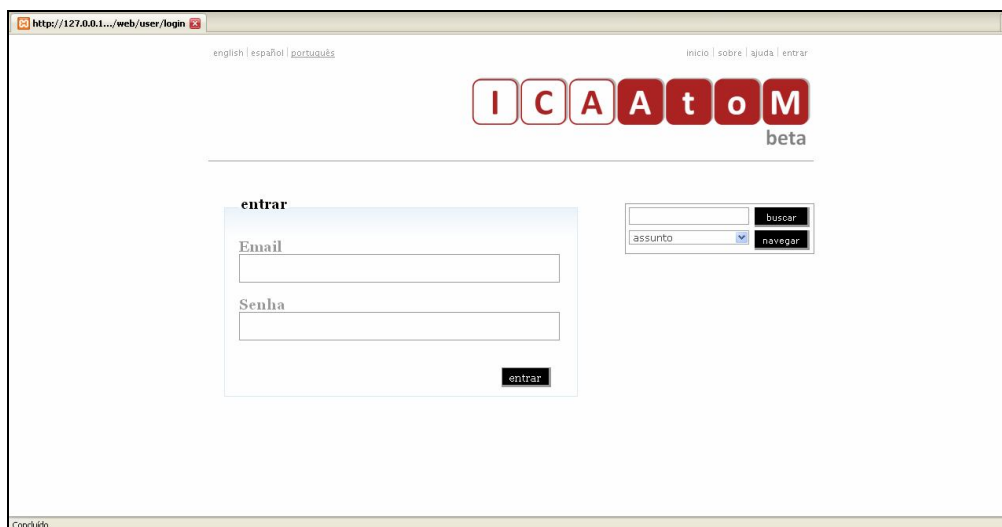 http://127.0.0.1.../web/user/login
english | español | português
inicio | sobre | ajuda | entrar
ICAAtoM
beta
entrar
buscar
assunto
navegar
Email
Senha
entrar
Concluído